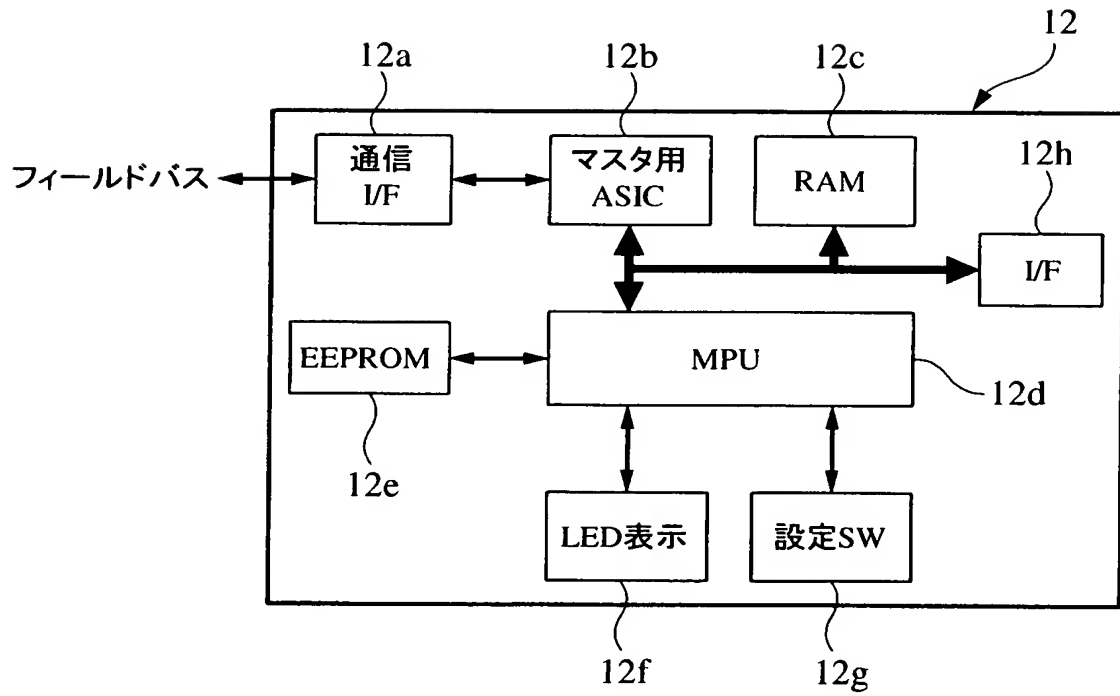 12
12a
12b
12c
フィールドバス
通信
I/F
マスタ用
ASIC
RAM
12h
I/F
EEPROM
MPU
12d
12e
LED表示
設定SW
12f
12g